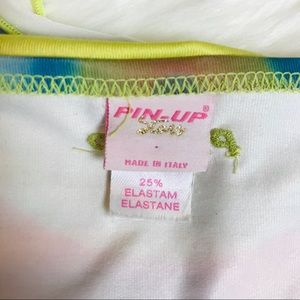 PIN-UP®
Stars
MADE IN ITALY
25%
ELASTAM
ELASTANE